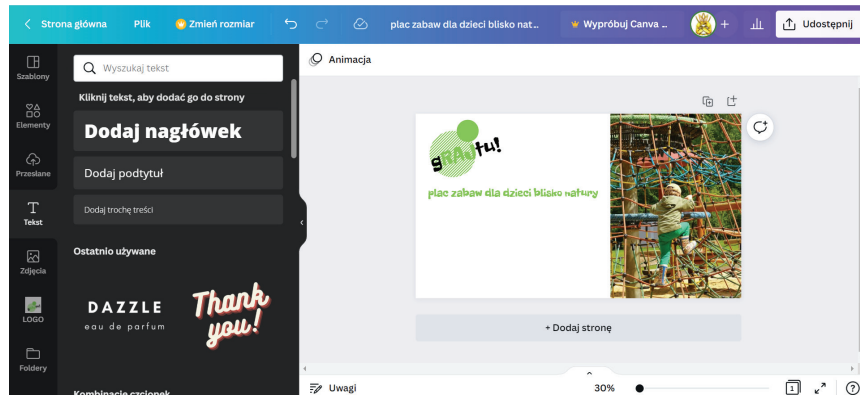 Strona główna
Plik
Zmień rozmiar
plac zabaw dla dzieci blisko nat...
Wypróbuj Canva ...
Udostępnij
Szablony
Elementy
Przesłane
Tekst
Zdjęcia
LOGO
Foldery
Wyszukaj tekst
Kliknij tekst, aby dodać go do strony
Dodaj nagłówek
Dodaj podtytuł
Dodaj trochę treści
Ostatnio używane
DAZZLE
eau de parfum
Thank
you!
Kombinacje czcionek
Animacja
gRAJtu!
plac zabaw dla dzieci blisko natury
+ Dodaj stronę
Uwagi
30%
1